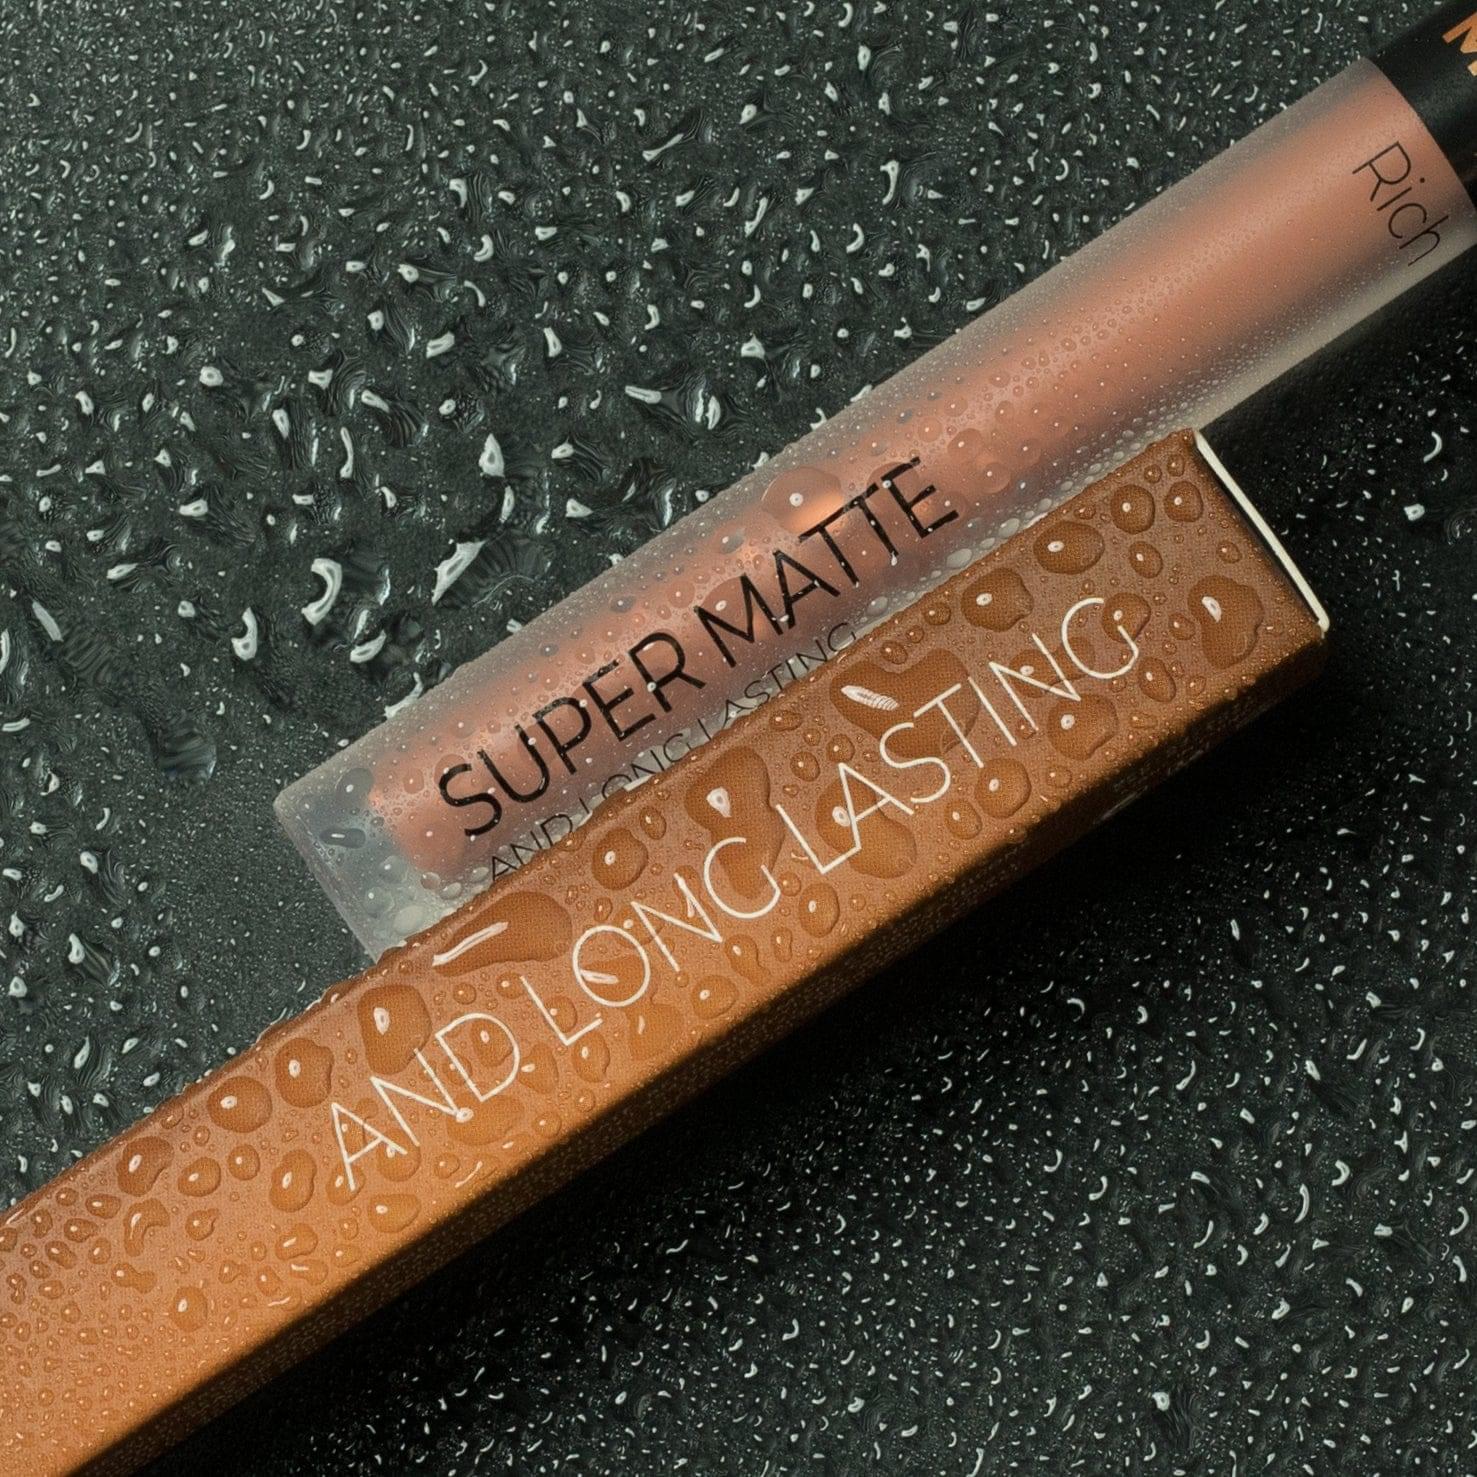 Rich
SUPER MATTE
AND LONG LASTING
AND LONG LASTING